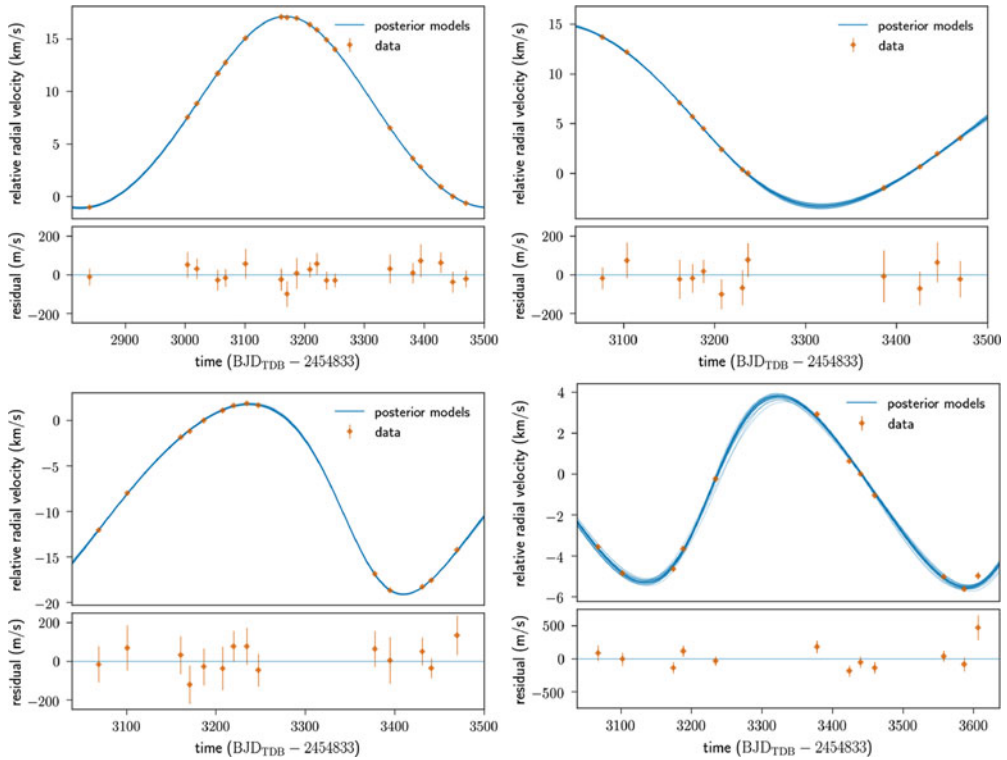 relative radial velocity (km/s)
15
10
5
0
posterior models
data
residual (m/s)
200
0
−200
2900 3000 3100 3200 3300 3400 3500
time (BJD_TDB − 2454833)
relative radial velocity (km/s)
15
10
5
0
posterior models
data
residual (m/s)
200
0
−200
3100 3200 3300 3400 3500
time (BJD_TDB − 2454833)
relative radial velocity (km/s)
0
−5
−10
−15
−20
posterior models
data
residual (m/s)
200
0
−200
3100 3200 3300 3400 3500
time (BJD_TDB − 2454833)
relative radial velocity (km/s)
4
2
0
−2
−4
−6
posterior models
data
residual (m/s)
500
0
−500
3100 3200 3300 3400 3500 3600
time (BJD_TDB − 2454833)